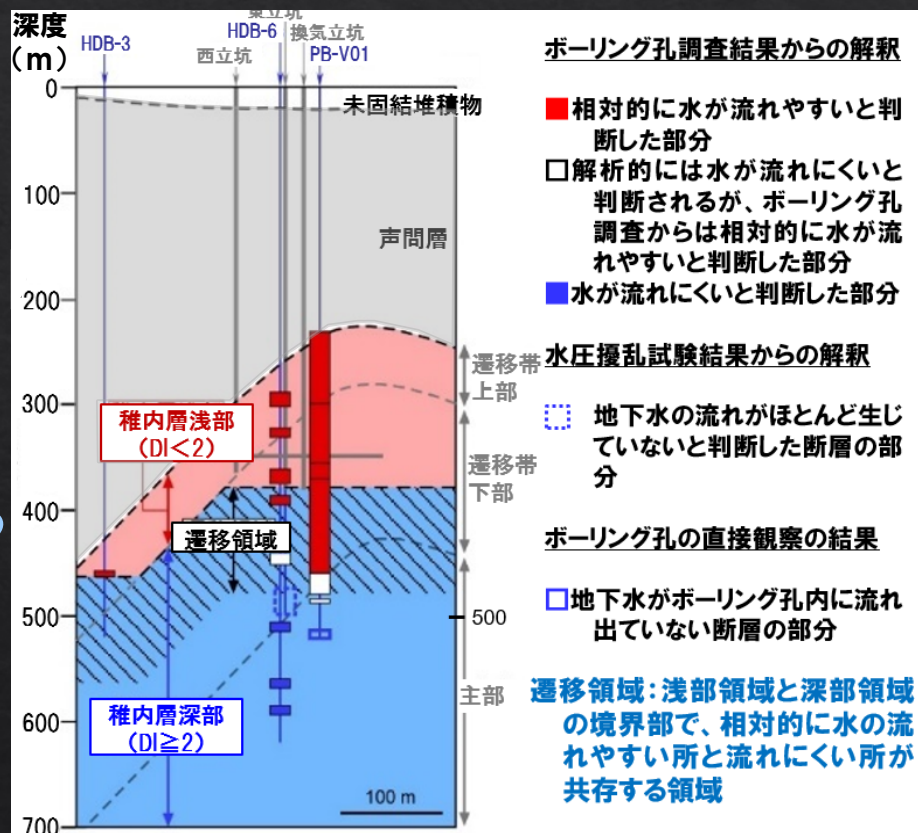 深度
（m）
HDB-3
西立坑
HDB-6
東立坑
換気立坑
PB-V01
0
100
200
300
400
500
600
700
未固結堆積物
声問層
稚内層浅部
（DI＜2）
遷移領域
稚内層深部
（DI≧2）
遷移帯
上部
遷移帯
下部
500
主部
100 m
ボーリング孔調査結果からの解釈
■相対的に水が流れやすいと判
断した部分
□解析的には水が流れにくいと
判断されるが、ボーリング孔
調査からは相対的に水が流
れやすいと判断した部分
■水が流れにくいと判断した部分
水圧擾乱試験結果からの解釈
地下水の流れがほとんど生じ
ていないと判断した断層の部
分
ボーリング孔の直接観察の結果
□地下水がボーリング孔内に流れ
出ていない断層の部分
遷移領域：浅部領域と深部領域
の境界部で、相対的に水の流
れやすい所と流れにくい所が
共存する領域